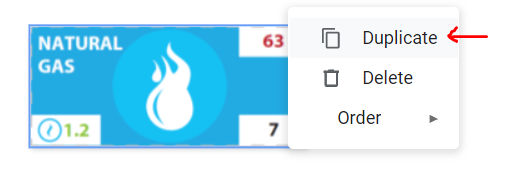 NATURAL
GAS
63
1.2
7
Duplicate
Delete
Order